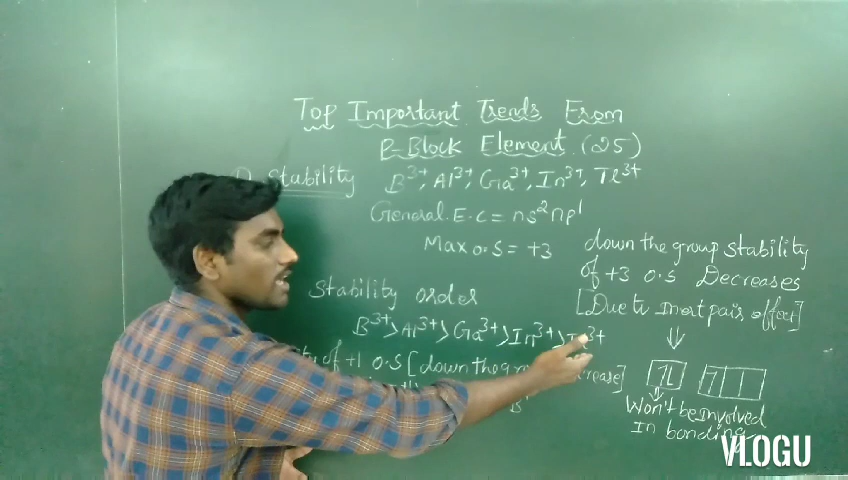 Top Important Trends From
P-Block Element (25)
Stability B³⁺, Al³⁺, Ga³⁺, In³⁺, Tl³⁺
General E.C = ns²np¹
Max O.S = +3
Stability order
B³⁺ > Al³⁺ > Ga³⁺ > In³⁺ >
of +1 O.S [down the
down the group stability
of +3 O.S Decreases
[Due to inert pair effect]
Won't be involved
In bonding
VLOGU